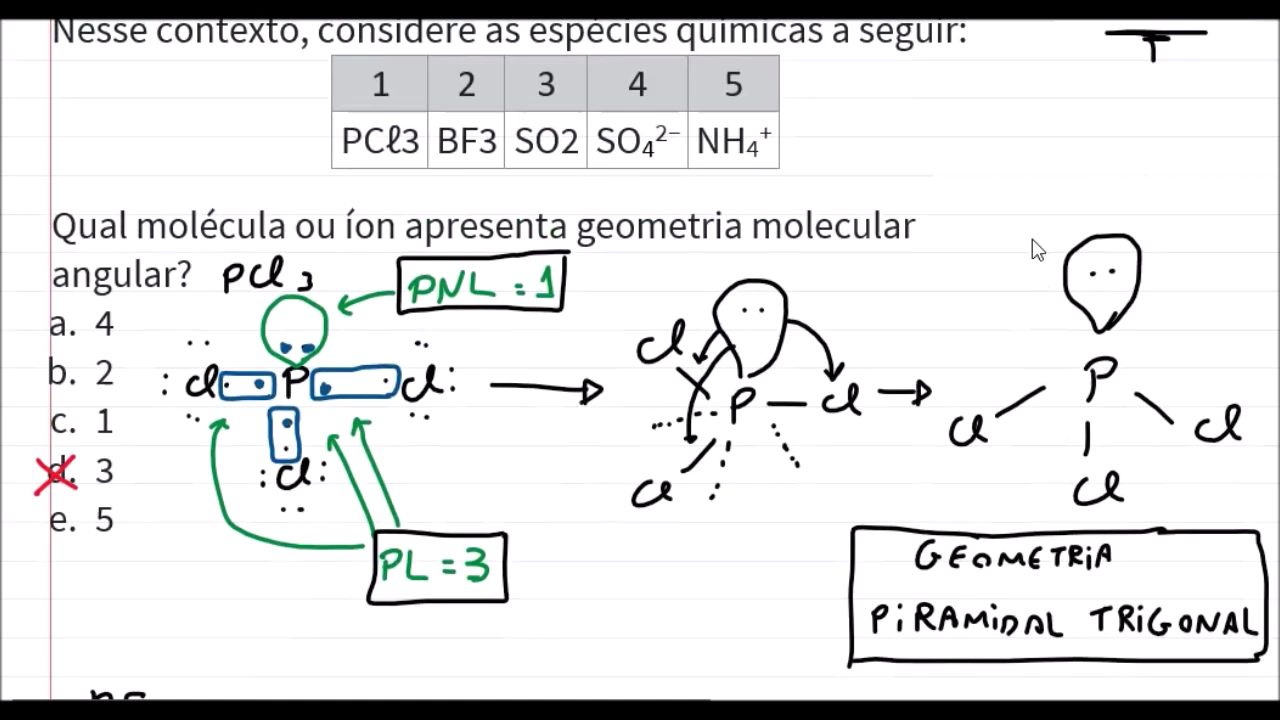 Nesse contexto, considere as espécies químicas a seguir:
1 2 3 4 5
PCℓ3 BF3 SO2 SO₄²⁻ NH₄⁺
Qual molécula ou íon apresenta geometria molecular
angular? PCl3
PNL = 1
a. 4
b. 2
c. 1
d. 3
e. 5
: Cl P Cl :
: Cl :
PL = 3
Cl
P Cl
Cl
P
Cl Cl
Cl
GEOMETRIA
PIRAMIDAL TRIGONAL